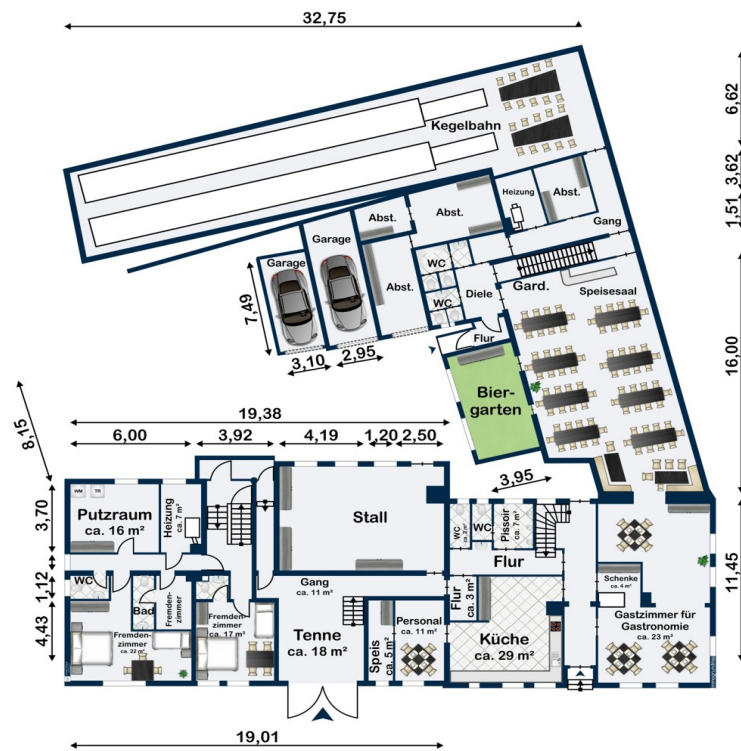 32,75
6,62
3,62
1,51
16,00
11,45
Kegelbahn
Heizung
Abst.
Abst.
Abst.
Gang
Garage
Garage
WC
Abst.
WC
Diele
Gard.
Speisesaal
7,49
Flur
3,10
2,95
Bier-
garten
8,15
19,38
6,00
3,92
4,19
1,20
2,50
3,95
3,70
1,12
4,43
WM
TR
Putzraum
ca. 16 m²
Heizung
ca. 7 m²
Stall
WC
ca. 2 m²
WC
Pissoir
ca. 7 m²
Flur
WC
Bad
Fremden-
zimmer
Gang
ca. 11 m²
Flur
ca. 3 m²
Schenke
ca. 4 m²
Fremden-
zimmer
ca. 22 m²
Fremden-
zimmer
ca. 17 m²
Tenne
ca. 18 m²
Speis
ca. 5 m²
Personal
ca. 11 m²
Küche
ca. 29 m²
Gastzimmer für
Gastronomie
ca. 23 m²
19,01